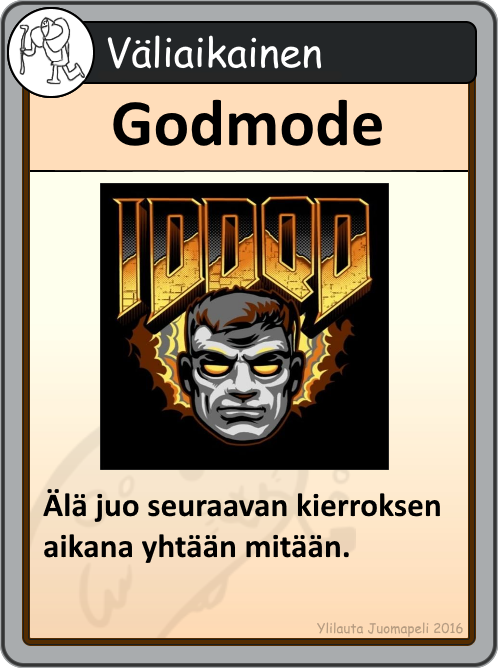 Väliaikainen
Godmode
IDDQD
Älä juo seuraavan kierroksen
aikana yhtään mitään.
Ylilauta Juomapeli 2016